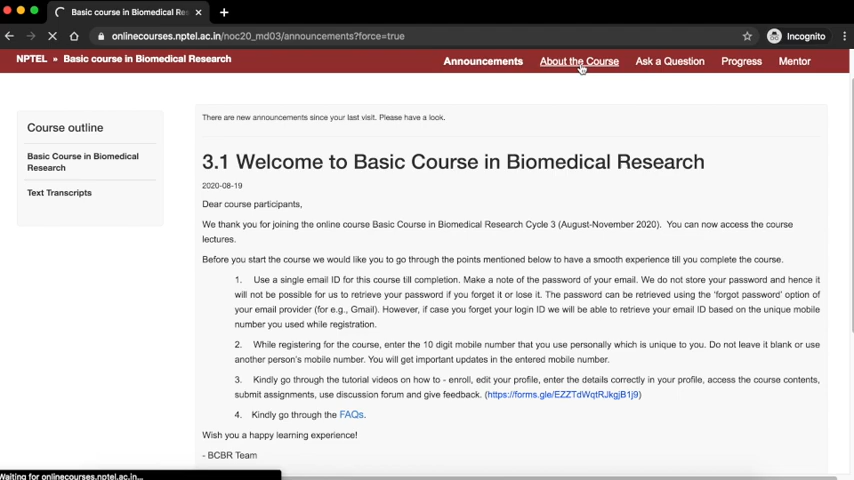 Basic course in Biomedical Res
onlinecourses.nptel.ac.in/noc20_md03/announcements?force=true
Incognito
NPTEL » Basic course in Biomedical Research
Announcements About the Course Ask a Question Progress Mentor
Course outline
Basic Course in Biomedical
Research
Text Transcripts
There are new announcements since your last visit. Please have a look.
3.1 Welcome to Basic Course in Biomedical Research
2020-08-19
Dear course participants,
We thank you for joining the online course Basic Course in Biomedical Research Cycle 3 (August-November 2020). You can now access the course
lectures.
Before you start the course we would like you to go through the points mentioned below to have a smooth experience till you complete the course.
1. Use a single email ID for this course till completion. Make a note of the password of your email. We do not store your password and hence it
will not be possible for us to retrieve your password if you forget it or lose it. The password can be retrieved using the 'forgot password' option of
your email provider (for e.g., Gmail). However, if case you forget your login ID we will be able to retrieve your email ID based on the unique mobile
number you used while registration.
2. While registering for the course, enter the 10 digit mobile number that you use personally which is unique to you. Do not leave it blank or use
another person's mobile number. You will get important updates in the entered mobile number.
3. Kindly go through the tutorial videos on how to - enroll, edit your profile, enter the details correctly in your profile, access the course contents,
submit assignments, use discussion forum and give feedback. (https://forms.gle/EZZTdWqtRJkgjB1j9)
4. Kindly go through the FAQs.
Wish you a happy learning experience!
- BCBR Team
Waiting for onlinecourses.nptel.ac.in...